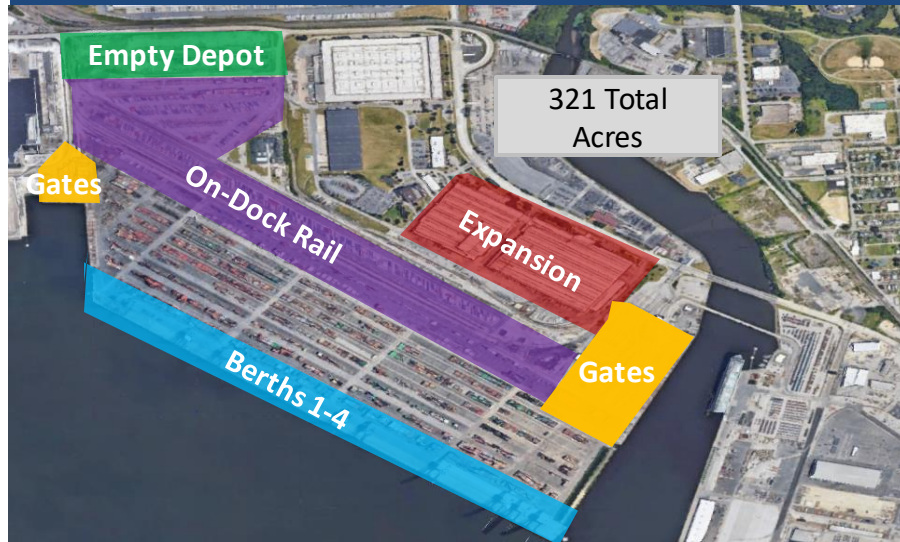 Empty Depot
321 Total
Acres
Gates
On-Dock Rail
Expansion
Gates
Berths 1-4